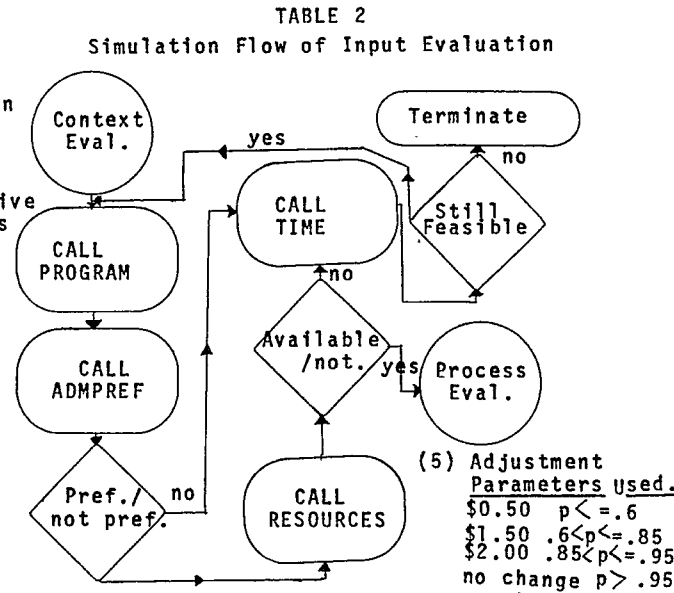 TABLE 2
Simulation Flow of Input Evaluation
n
Context
Eval.
yes
Terminate
no
ive
s
CALL
PROGRAM
CALL
TIME
Still
Feasible
no
CALL
ADMPREF
Available
/not.
yes
Process
Eval.
Pref./
not pref.
no
CALL
RESOURCES
(5) Adjustment
Parameters Used.
$0.50 p<=.6
$1.50 .6<p<=.85
$2.00 .85<p<=.95
no change p>.95